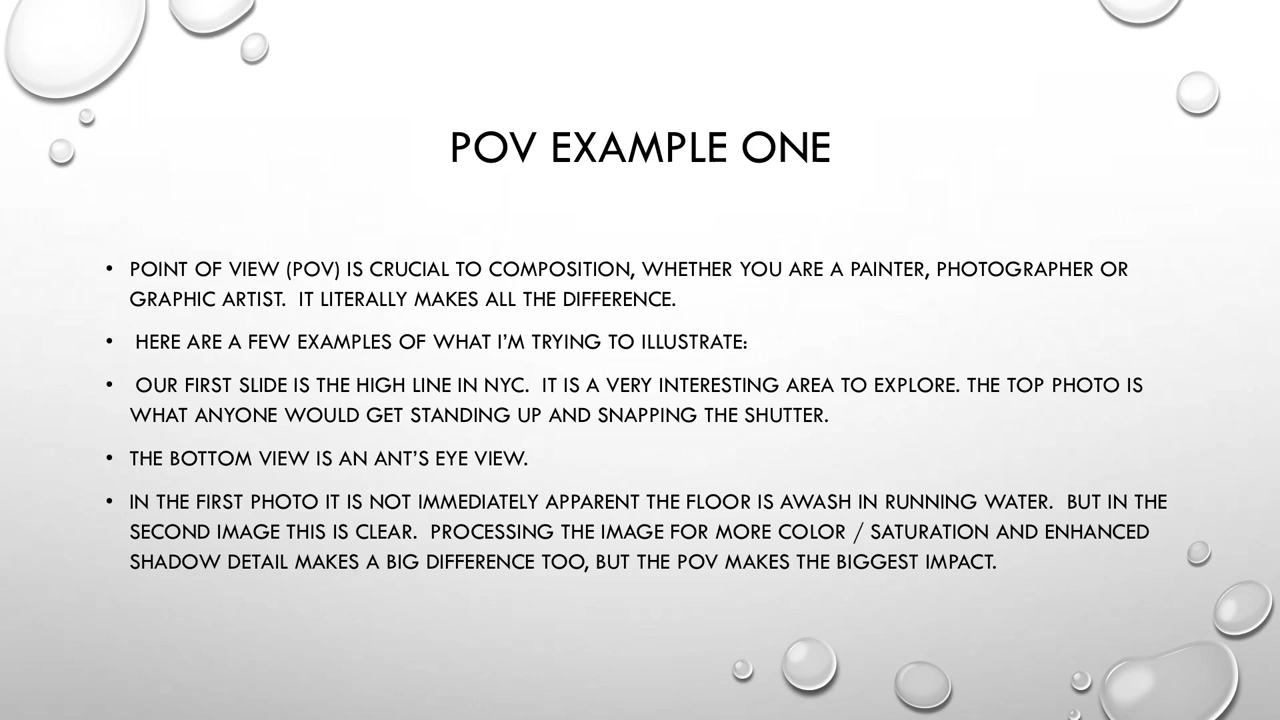 POV EXAMPLE ONE
• POINT OF VIEW (POV) IS CRUCIAL TO COMPOSITION, WHETHER YOU ARE A PAINTER, PHOTOGRAPHER OR
GRAPHIC ARTIST.  IT LITERALLY MAKES ALL THE DIFFERENCE.
• HERE ARE A FEW EXAMPLES OF WHAT I’M TRYING TO ILLUSTRATE:
• OUR FIRST SLIDE IS THE HIGH LINE IN NYC.  IT IS A VERY INTERESTING AREA TO EXPLORE. THE TOP PHOTO IS
WHAT ANYONE WOULD GET STANDING UP AND SNAPPING THE SHUTTER.
• THE BOTTOM VIEW IS AN ANT’S EYE VIEW.
• IN THE FIRST PHOTO IT IS NOT IMMEDIATELY APPARENT THE FLOOR IS AWASH IN RUNNING WATER.  BUT IN THE
SECOND IMAGE THIS IS CLEAR.  PROCESSING THE IMAGE FOR MORE COLOR / SATURATION AND ENHANCED
SHADOW DETAIL MAKES A BIG DIFFERENCE TOO, BUT THE POV MAKES THE BIGGEST IMPACT.